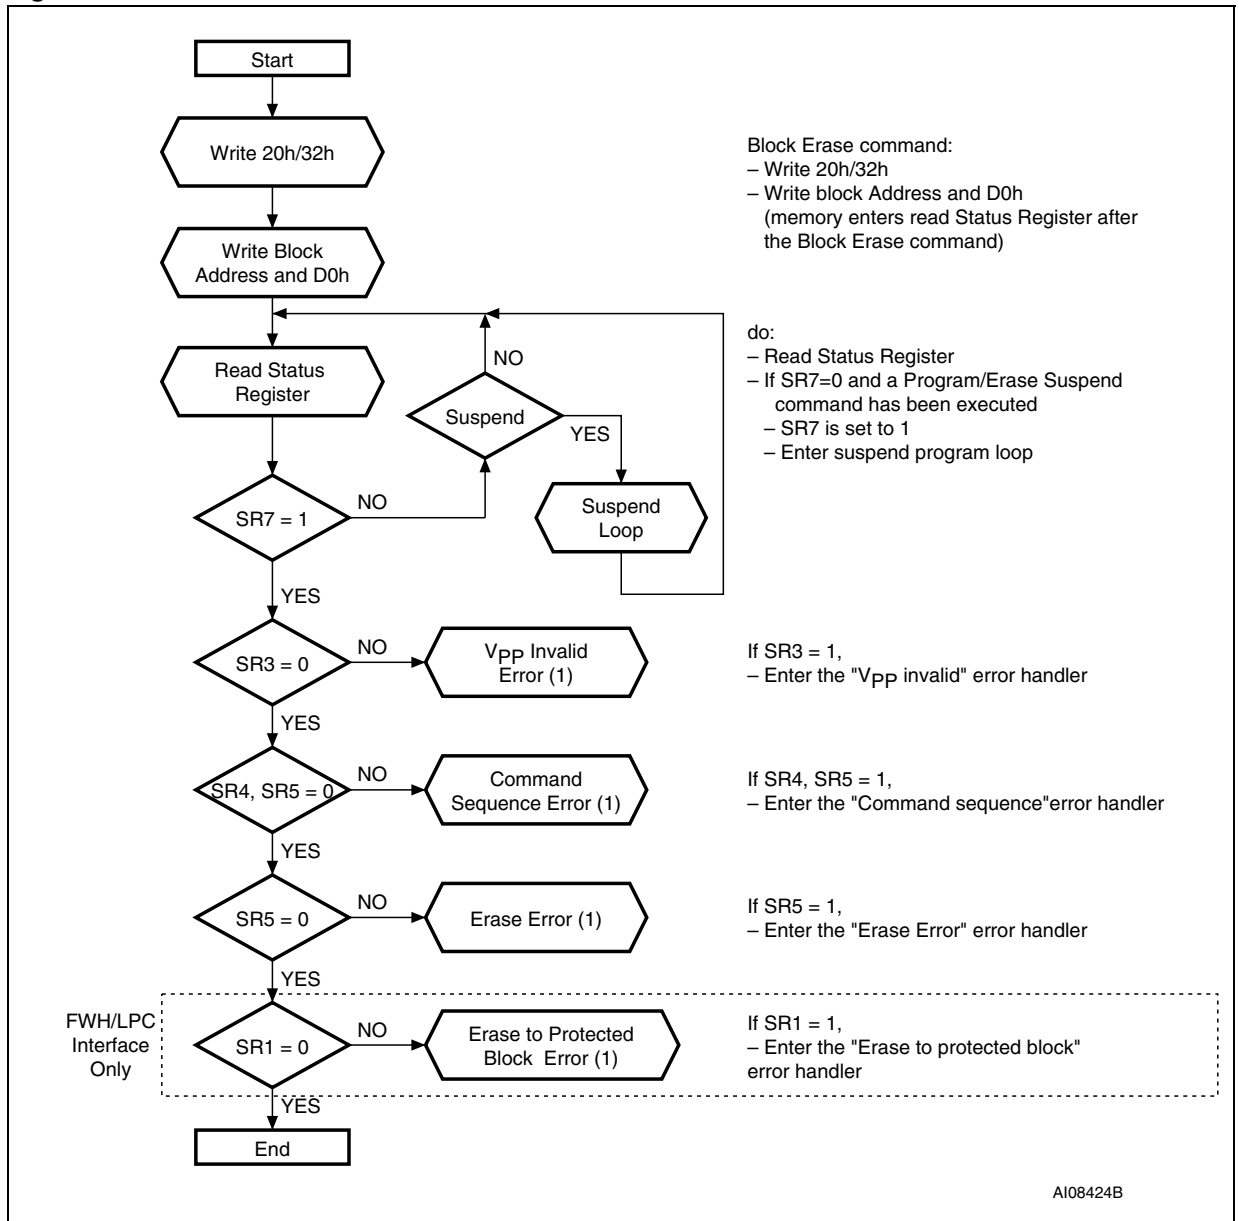 Start
Write 20h/32h
Block Erase command:
– Write 20h/32h
– Write block Address and D0h
(memory enters read Status Register after
the Block Erase command)
Write Block
Address and D0h
do:
– Read Status Register
– If SR7=0 and a Program/Erase Suspend
command has been executed
– SR7 is set to 1
– Enter suspend program loop
Read Status
Register
NO
Suspend
YES
Suspend
Loop
SR7 = 1
NO
YES
SR3 = 0
NO
VPP Invalid
Error (1)
If SR3 = 1,
– Enter the "VPP invalid" error handler
YES
SR4, SR5 = 0
NO
Command
Sequence Error (1)
If SR4, SR5 = 1,
– Enter the "Command sequence"error handler
YES
SR5 = 0
NO
Erase Error (1)
If SR5 = 1,
– Enter the "Erase Error" error handler
YES
FWH/LPC
Interface
Only
SR1 = 0
NO
Erase to Protected
Block Error (1)
If SR1 = 1,
– Enter the "Erase to protected block"
error handler
YES
End
AI08424B